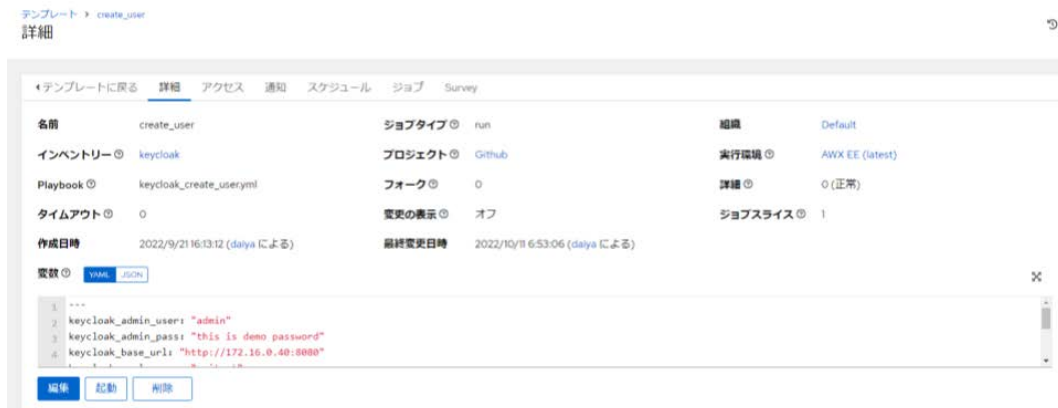 テンプレート > create_user
詳細
テンプレートに戻る 詳細 アクセス 通知 スケジュール ジョブ Survey
名前 create_user ジョブタイプ run 組織 Default
インベントリー keycloak プロジェクト Github 実行環境 AWX EE (latest)
Playbook keycloak_create_user.yml フォーク 0 詳細 0 (正常)
タイムアウト 0 変更の表示 オフ ジョブスライス 1
作成日時 2022/9/21 16:13:12 (daiya による) 最終変更日時 2022/10/11 6:53:06 (daiya による)
変数 YAML JSON
1 ---
2 keycloak_admin_user: "admin"
3 keycloak_admin_pass: "this is demo password"
4 keycloak_base_url: "http://172.16.0.40:8080"
編集 起動 削除